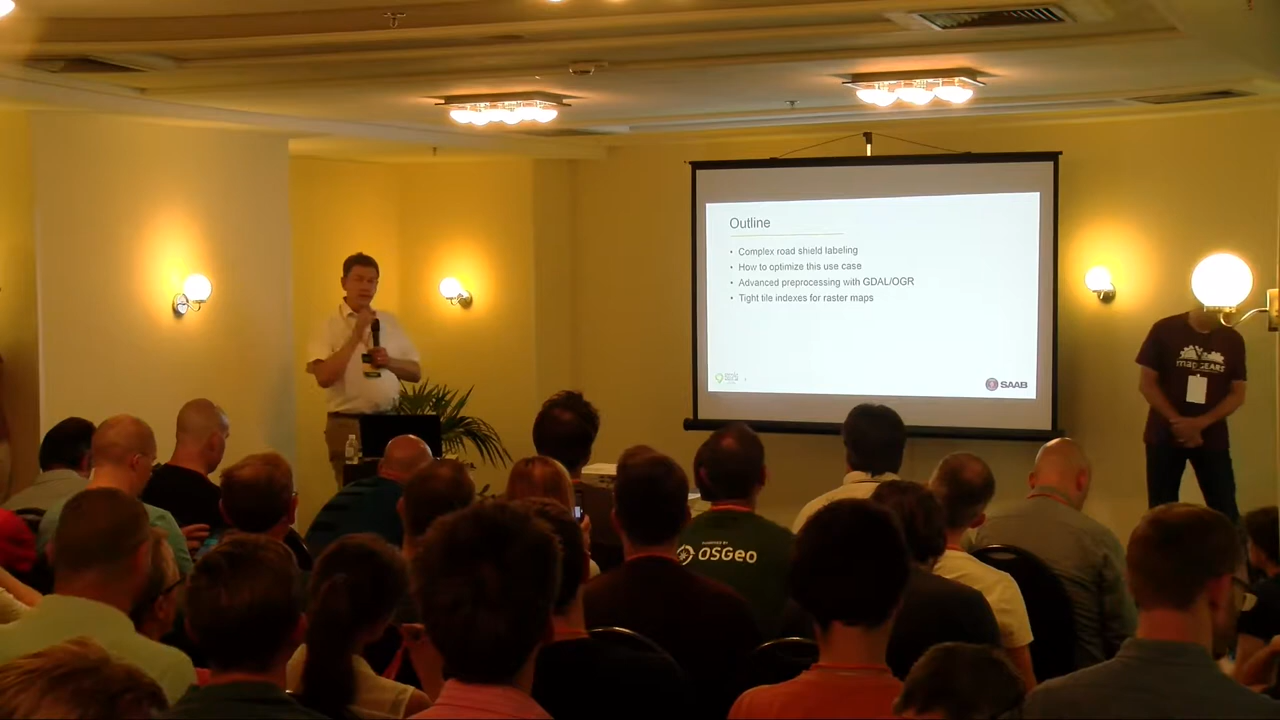 Outline
• Complex road shield labeling
• How to optimize this use case
• Advanced preprocessing with GDAL/OGR
• Tight tile indexes for raster maps
SAAB
mapGEARS
OSGeo